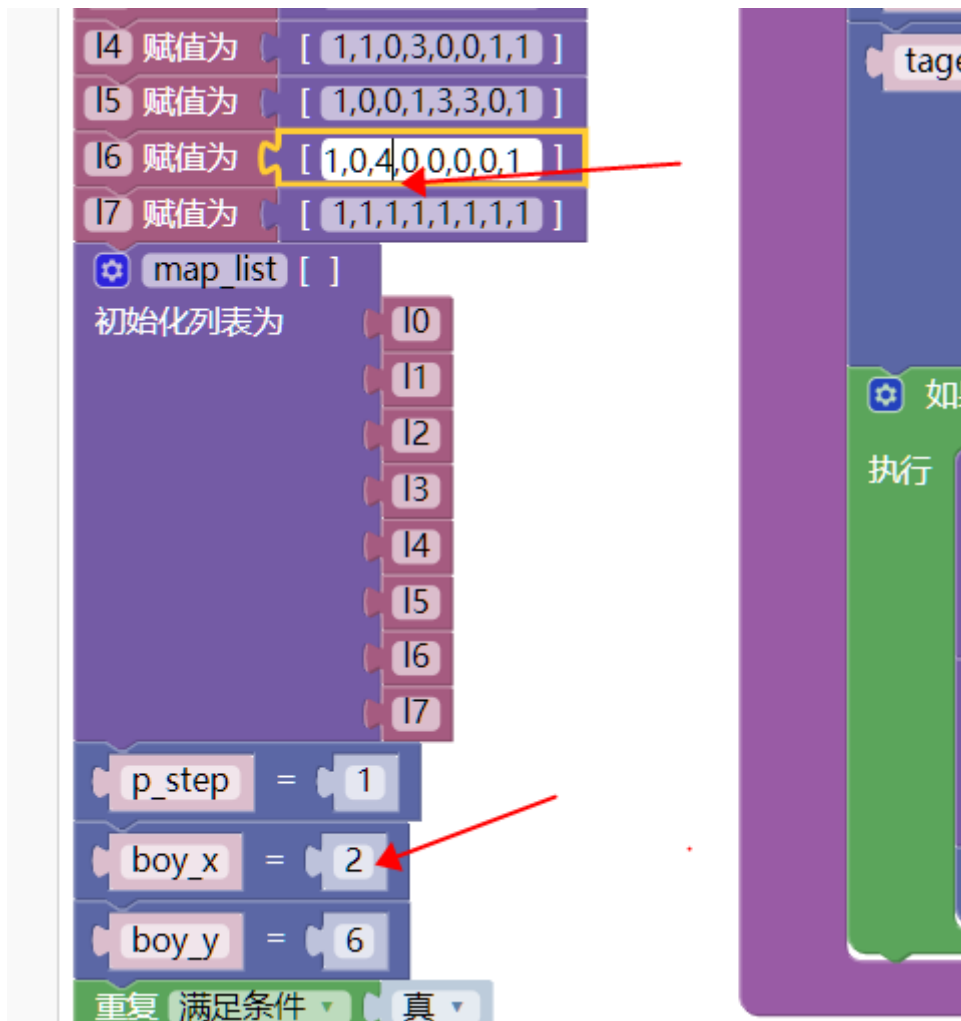 l4 赋值为 [ 1,1,0,3,0,0,1,1 ]
tage
l5 赋值为 [ 1,0,0,1,3,3,0,1 ]
l6 赋值为 [ 1,0,4,0,0,0,0,1 ]
l7 赋值为 [ 1,1,1,1,1,1,1,1 ]
map_list [ ]
初始化列表为 l0
l1
l2
l3
l4
l5
l6
l7
执行
p_step = 1
boy_x = 2
boy_y = 6
重复 满足条件 真